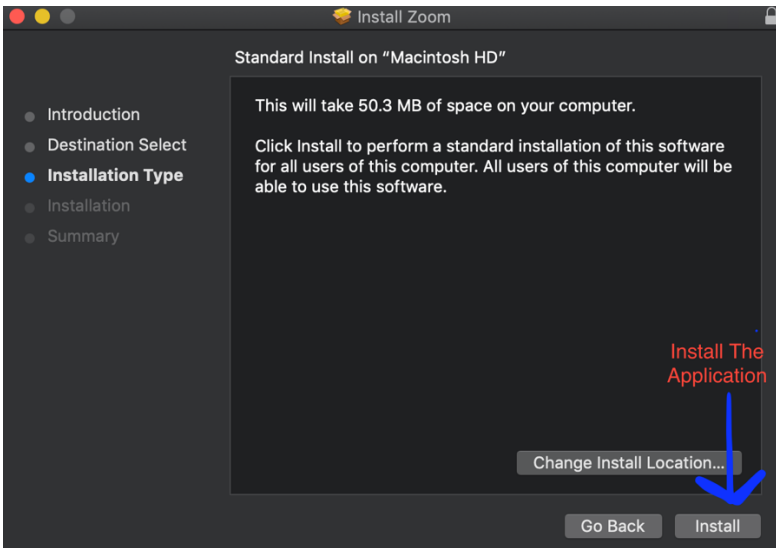 Install Zoom
Standard Install on “Macintosh HD”
Introduction
Destination Select
Installation Type
Installation
Summary
This will take 50.3 MB of space on your computer.
Click Install to perform a standard installation of this software
for all users of this computer. All users of this computer will be
able to use this software.
Install The
Application
Change Install Location...
Go Back
Install